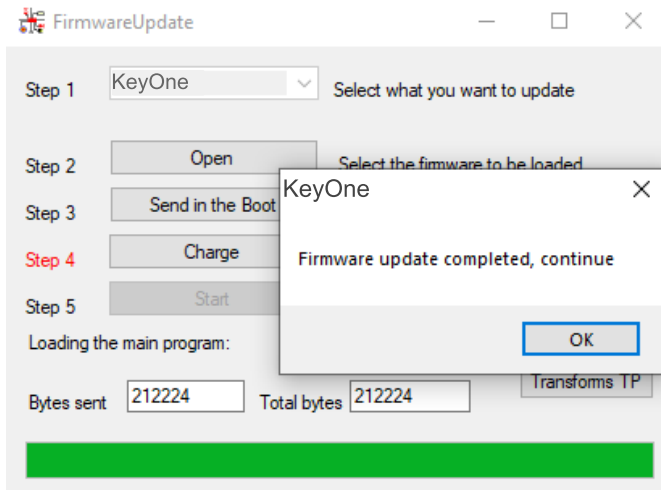 FirmwareUpdate
Step 1 KeyOne Select what you want to update
Step 2 Open Select the firmware to be loaded
Step 3 Send in the Boot
KeyOne
Step 4 Charge
Firmware update completed, continue
Step 5 Start
Loading the main program:
OK
Transforms TP
Bytes sent 212224 Total bytes 212224